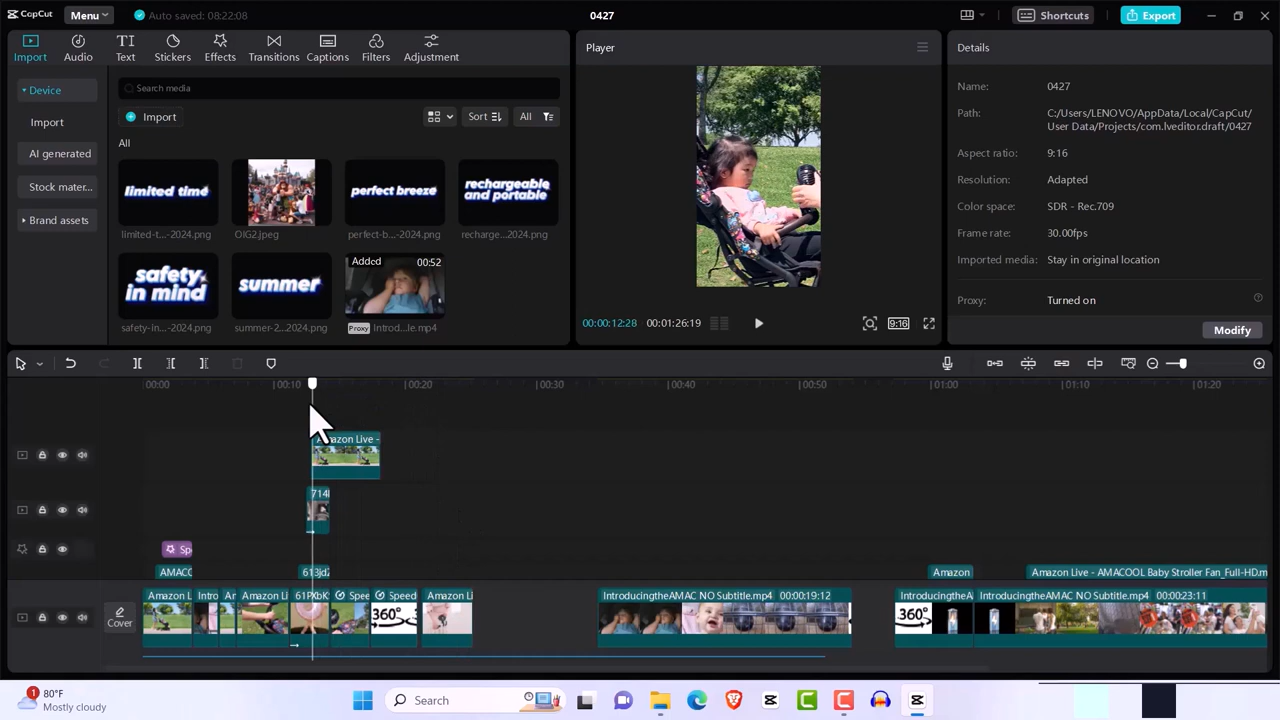 CapCut
Menu
Auto saved: 08:22:08
0427
Shortcuts
Export
Import
Audio
Text
Stickers
Effects
Transitions
Captions
Filters
Adjustment
Device
Import
AI generated
Stock mater...
Brand assets
Search media
Import
Sort
All
All
limited time
perfect breeze
rechargeable
and portable
limited-t...-2024.png
OIG2.jpeg
perfect-b...-2024.png
recharge...-2024.png
safety
in mind
summer
Added
00:52
safety-in...-2024.png
summer-2...2024.png
Proxy
Introd...le.mp4
Player
00:00:12:28
00:01:26:19
9:16
Details
Name:
0427
Path:
C:/Users/LENOVO/AppData/Local/CapCut/
User Data/Projects/com.lveditor.draft/0427
Aspect ratio:
9:16
Resolution:
Adapted
Color space:
SDR - Rec.709
Frame rate:
30.00fps
Imported media:
Stay in original location
Proxy:
Turned on
Modify
00:00
00:10
00:20
00:30
00:40
00:50
01:00
01:10
01:20
Amazon Live -
714l
Sp
AMAC
613jd
Amazon
Amazon Live - AMACOOL Baby Stroller Fan_Full-HD.m
Cover
Amazon L
Intro
Amazon L
Spee
Speed
Amazon Li
360°
IntroducingtheAMAC NO Subtitle.mp4
00:00:19:12
IntroducingtheA
360°
IntroducingtheAMAC NO Subtitle.mp4
00:00:23:11
1
80°F
Mostly cloudy
Search